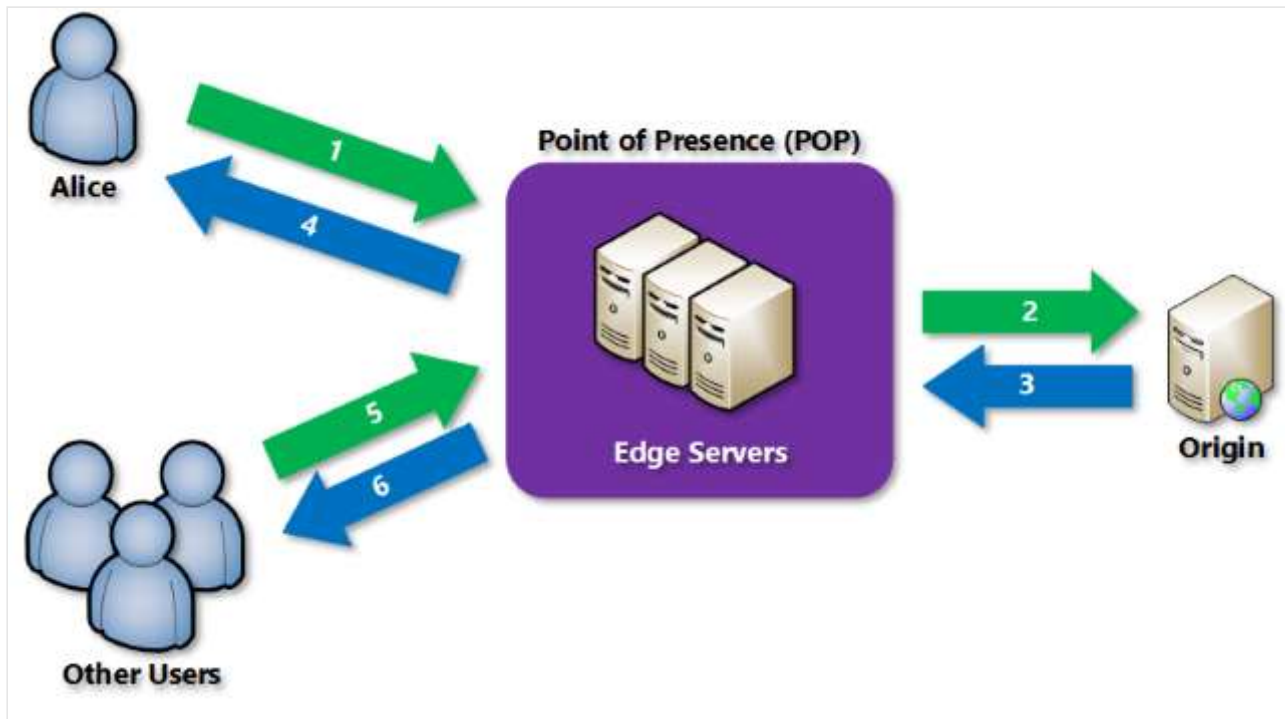 Alice
1
4
Point of Presence (POP)
Edge Servers
2
3
Origin
5
6
Other Users